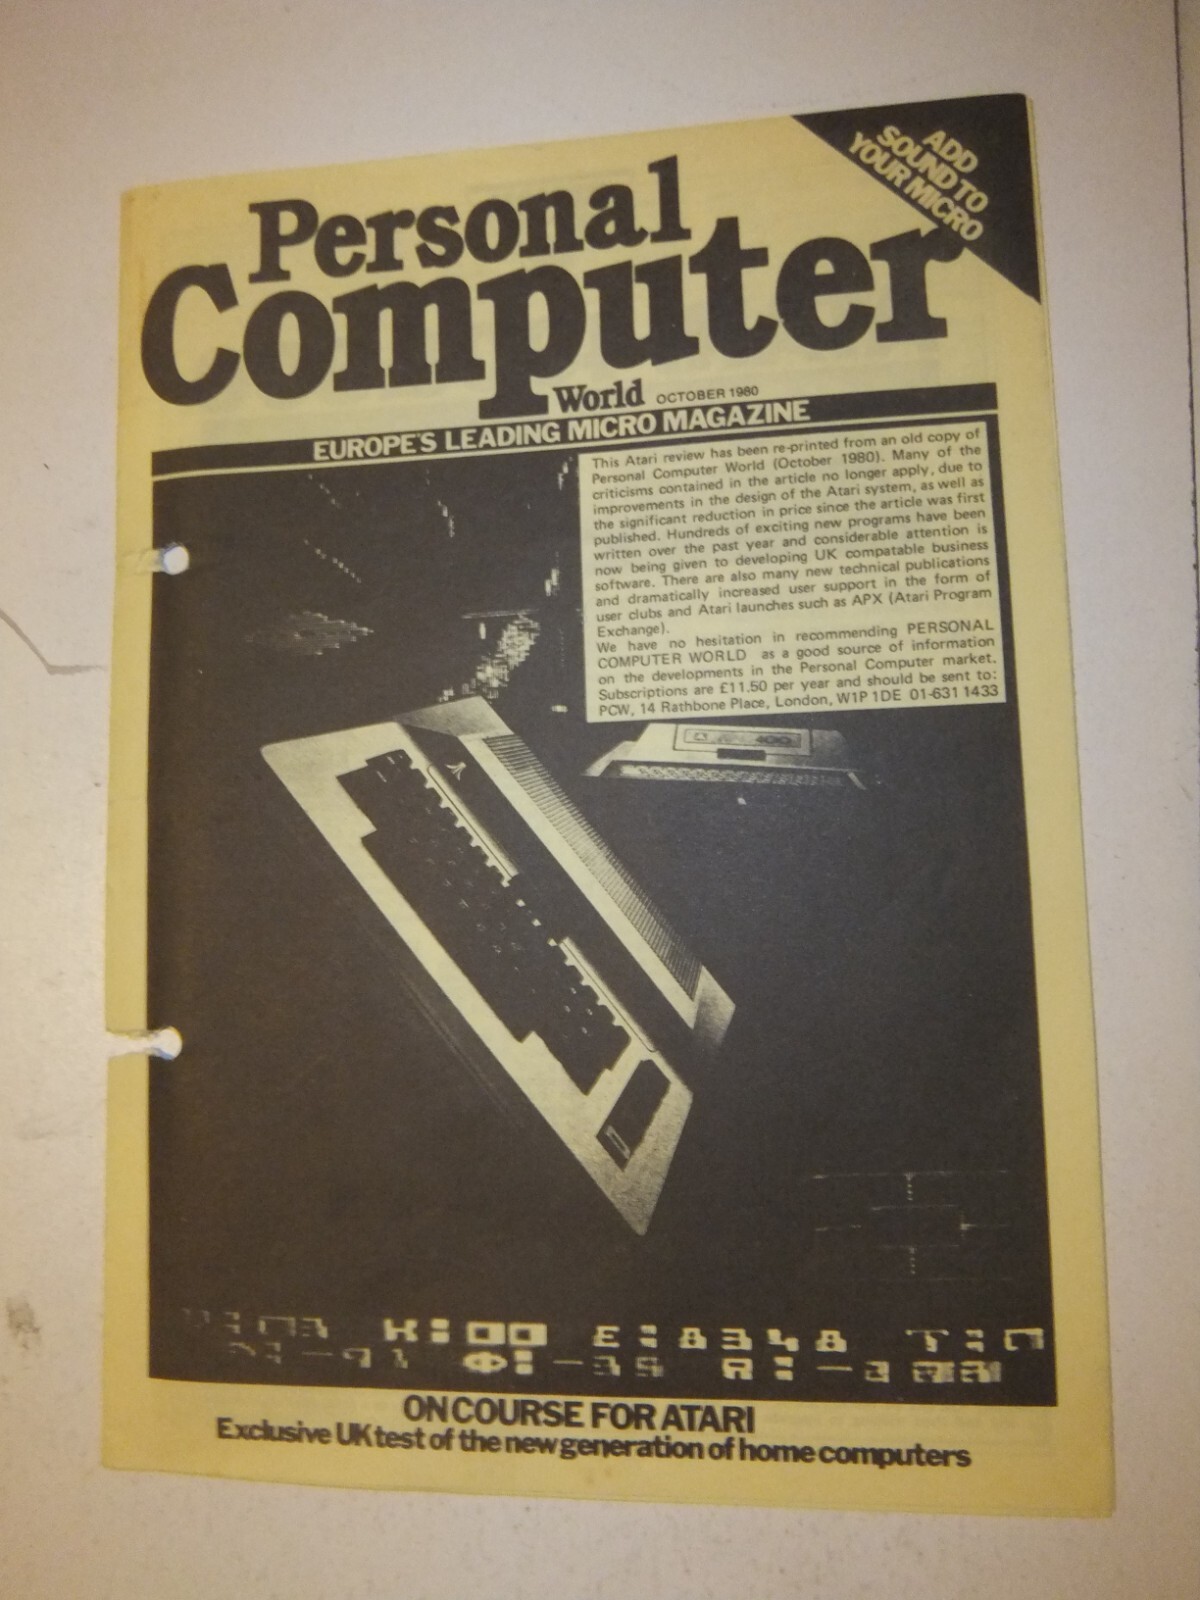 ADD
SOUND TO
YOUR MICRO
Personal
Computer
World OCTOBER 1980
EUROPE'S LEADING MICRO MAGAZINE
This Atari review has been re-printed from an old copy of
Personal Computer World (October 1980). Many of the
criticisms contained in the article no longer apply, due to
improvements in the design of the Atari system, as well as
the significant reduction in price since the article was first
published. Hundreds of exciting new programs have been
written over the past year and considerable attention is
now being given to developing UK compatable business
software. There are also many new technical publications
and dramatically increased user support in the form of
user clubs and Atari launches such as APX (Atari Program
Exchange).
We have no hesitation in recommending PERSONAL
COMPUTER WORLD as a good source of information
on the developments in the Personal Computer market.
Subscriptions are £11.50 per year and should be sent to:
PCW, 14 Rathbone Place, London, W1P 1DE 01-631 1433
400
K:00 E:8348
ON COURSE FOR ATARI
Exclusive UK test of the new generation of home computers